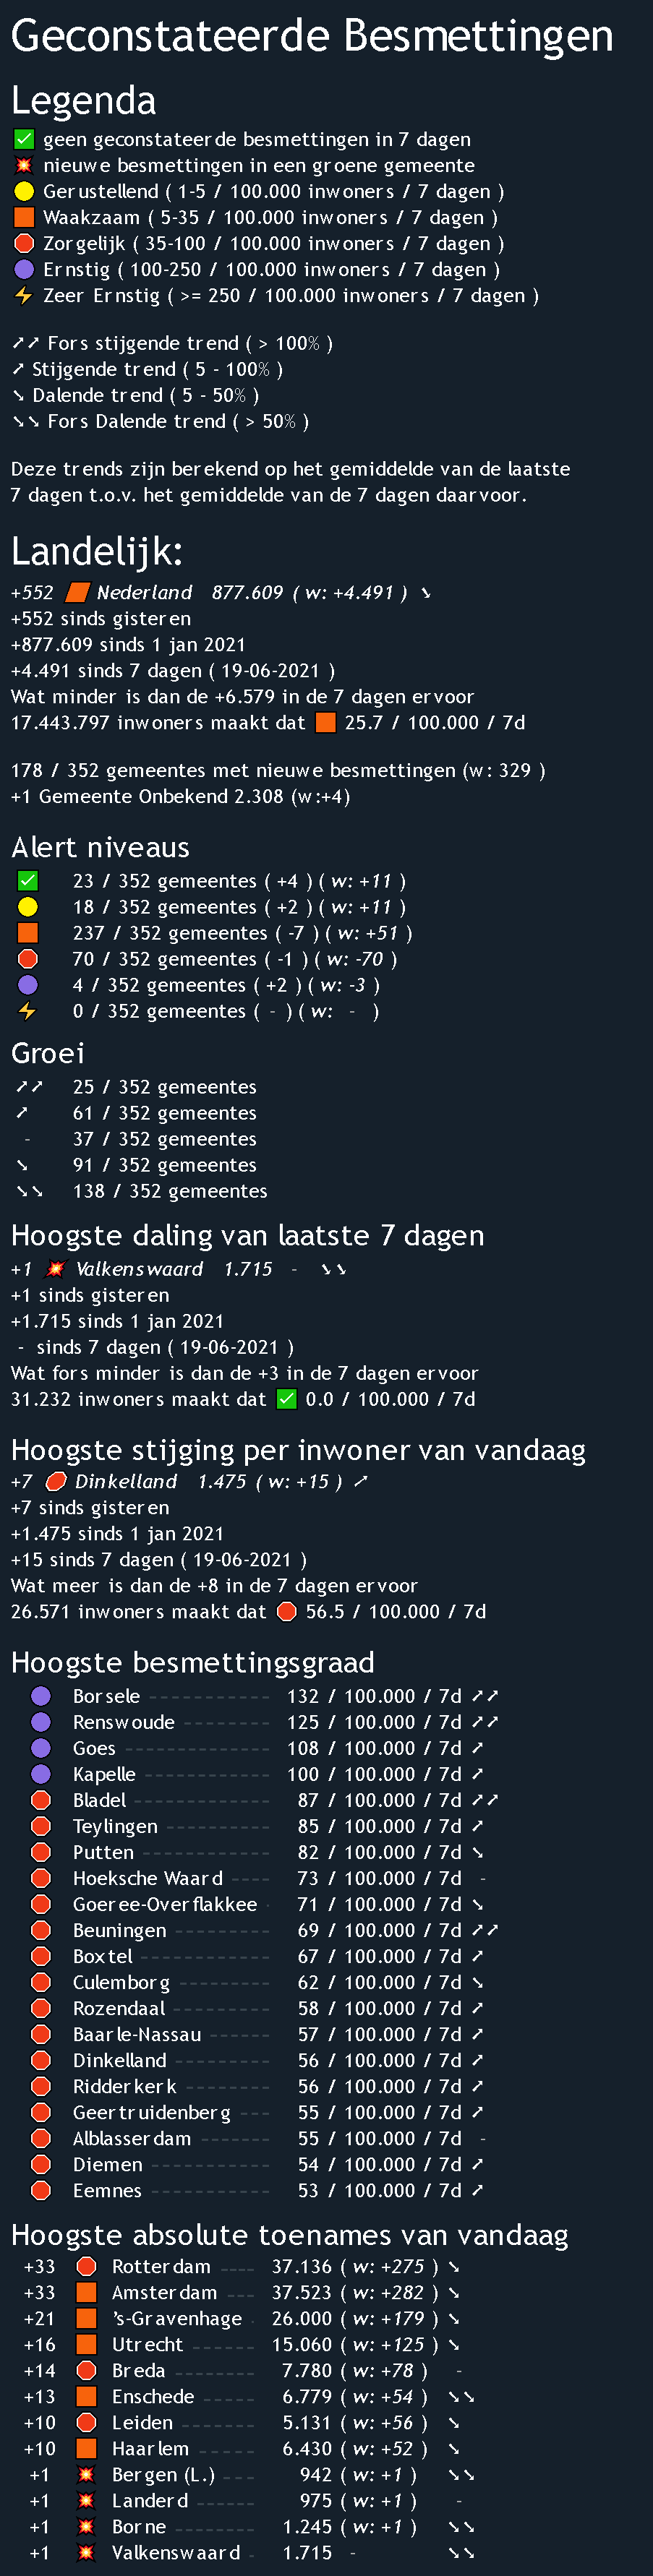 Geconstateerde Besmettingen
Legenda
✅ geen geconstateerde besmettingen in 7 dagen
💥 nieuwe besmettingen in een groene gemeente
🟡 Gerustellend ( 1-5 / 100.000 inwoners / 7 dagen )
🟧 Waakzaam ( 5-35 / 100.000 inwoners / 7 dagen )
🛑 Zorgelijk ( 35-100 / 100.000 inwoners / 7 dagen )
🟣 Ernstig ( 100-250 / 100.000 inwoners / 7 dagen )
⚡ Zeer Ernstig ( >= 250 / 100.000 inwoners / 7 dagen )
➚➚ Fors stijgende trend ( > 100% )
➚ Stijgende trend ( 5 - 100% )
➘ Dalende trend ( 5 - 50% )
➘➘ Fors Dalende trend ( > 50% )
Deze trends zijn berekend op het gemiddelde van de laatste
7 dagen t.o.v. het gemiddelde van de 7 dagen daarvoor.
Landelijk:
+552 🟧 Nederland 877.609 ( w: +4.491 ) ➘
+552 sinds gisteren
+877.609 sinds 1 jan 2021
+4.491 sinds 7 dagen ( 19-06-2021 )
Wat minder is dan de +6.579 in de 7 dagen ervoor
17.443.797 inwoners maakt dat 🟧 25.7 / 100.000 / 7d
178 / 352 gemeentes met nieuwe besmettingen (w: 329 )
+1 Gemeente Onbekend 2.308 (w:+4)
Alert niveaus
✅ 23 / 352 gemeentes ( +4 ) ( w: +11 )
🟡 18 / 352 gemeentes ( +2 ) ( w: +11 )
🟧 237 / 352 gemeentes ( -7 ) ( w: +51 )
🛑 70 / 352 gemeentes ( -1 ) ( w: -70 )
🟣 4 / 352 gemeentes ( +2 ) ( w: -3 )
⚡ 0 / 352 gemeentes ( - ) ( w: - )
Groei
➚➚ 25 / 352 gemeentes
➚ 61 / 352 gemeentes
- 37 / 352 gemeentes
➘ 91 / 352 gemeentes
➘➘ 138 / 352 gemeentes
Hoogste daling van laatste 7 dagen
+1 💥 Valkenswaard 1.715 - ➘➘
+1 sinds gisteren
+1.715 sinds 1 jan 2021
- sinds 7 dagen ( 19-06-2021 )
Wat fors minder is dan de +3 in de 7 dagen ervoor
31.232 inwoners maakt dat ✅ 0.0 / 100.000 / 7d
Hoogste stijging per inwoner van vandaag
+7 🛑 Dinkelland 1.475 ( w: +15 ) ➚
+7 sinds gisteren
+1.475 sinds 1 jan 2021
+15 sinds 7 dagen ( 19-06-2021 )
Wat meer is dan de +8 in de 7 dagen ervoor
26.571 inwoners maakt dat 🛑 56.5 / 100.000 / 7d
Hoogste besmettingsgraad
🟣 Borsele ----------- 132 / 100.000 / 7d ➚➚
🟣 Renswoude -------- 125 / 100.000 / 7d ➚➚
🟣 Goes ------------- 108 / 100.000 / 7d ➚
🟣 Kapelle ----------- 100 / 100.000 / 7d ➚
🛑 Bladel ------------ 87 / 100.000 / 7d ➚➚
🛑 Teylingen --------- 85 / 100.000 / 7d ➚
🛑 Putten ----------- 82 / 100.000 / 7d ➘
🛑 Hoeksche Waard ---- 73 / 100.000 / 7d -
🛑 Goeree-Overflakkee - 71 / 100.000 / 7d ➘
🛑 Beuningen -------- 69 / 100.000 / 7d ➚➚
🛑 Boxtel ----------- 67 / 100.000 / 7d ➚
🛑 Culemborg -------- 62 / 100.000 / 7d ➘
🛑 Rozendaal -------- 58 / 100.000 / 7d ➚
🛑 Baarle-Nassau ----- 57 / 100.000 / 7d ➚
🛑 Dinkelland -------- 56 / 100.000 / 7d ➚
🛑 Ridderkerk ------- 56 / 100.000 / 7d ➚
🛑 Geertruidenberg --- 55 / 100.000 / 7d ➚
🛑 Alblasserdam ------ 55 / 100.000 / 7d -
🛑 Diemen ---------- 54 / 100.000 / 7d ➚
🛑 Eemnes ---------- 53 / 100.000 / 7d ➚
Hoogste absolute toenames van vandaag
+33 🛑 Rotterdam ---- 37.136 ( w: +275 ) ➘
+33 🟧 Amsterdam --- 37.523 ( w: +282 ) ➘
+21 🟧 's-Gravenhage - 26.000 ( w: +179 ) ➘
+16 🟧 Utrecht ------ 15.060 ( w: +125 ) ➘
+14 🛑 Breda -------- 7.780 ( w: +78 ) -
+13 🟧 Enschede ----- 6.779 ( w: +54 ) ➘➘
+10 🛑 Leiden ------- 5.131 ( w: +56 ) ➘
+10 🟧 Haarlem ------ 6.430 ( w: +52 ) ➘
+1 💥 Bergen (L.) --- 942 ( w: +1 ) ➘➘
+1 💥 Landerd ------ 975 ( w: +1 ) -
+1 💥 Borne -------- 1.245 ( w: +1 ) ➘➘
+1 💥 Valkenswaard - 1.715 - ➘➘